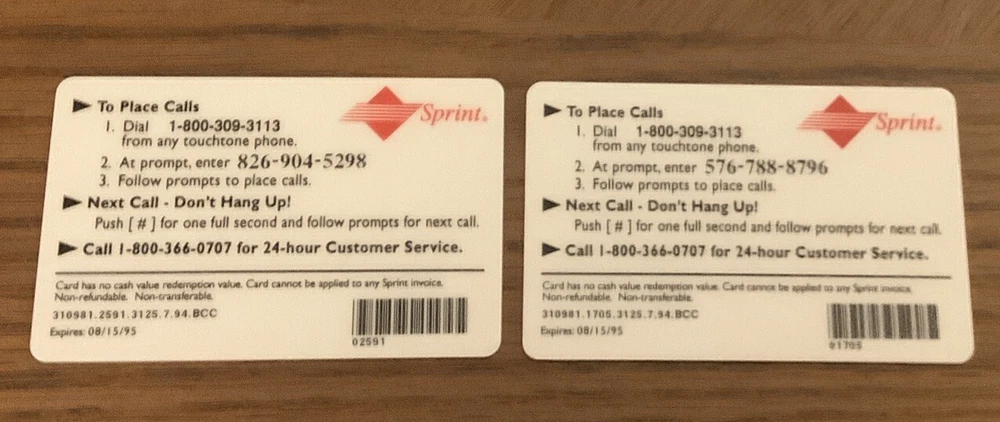 To Place Calls
Sprint.
1. Dial 1-800-309-3113
from any touchtone phone.
2. At prompt, enter 826-904-5298
3. Follow prompts to place calls.
Next Call - Don't Hang Up!
Push [ # ] for one full second and follow prompts for next call.
Call 1-800-366-0707 for 24-hour Customer Service.
Card has no cash value redemption value. Card cannot be applied to any Sprint invoice.
Non-refundable. Non-transferable.
310981.2591.3125.7.94.BCC
Expires: 08/15/95
02591
To Place Calls
Sprint.
1. Dial 1-800-309-3113
from any touchtone phone.
2. At prompt, enter 576-788-8796
3. Follow prompts to place calls.
Next Call - Don't Hang Up!
Push [ # ] for one full second and follow prompts for next call.
Call 1-800-366-0707 for 24-hour Customer Service.
Card has no cash value redemption value. Card cannot be applied to any Sprint invoice.
Non-refundable. Non-transferable.
310981.1705.3125.7.94.BCC
Expires: 08/15/95
01705